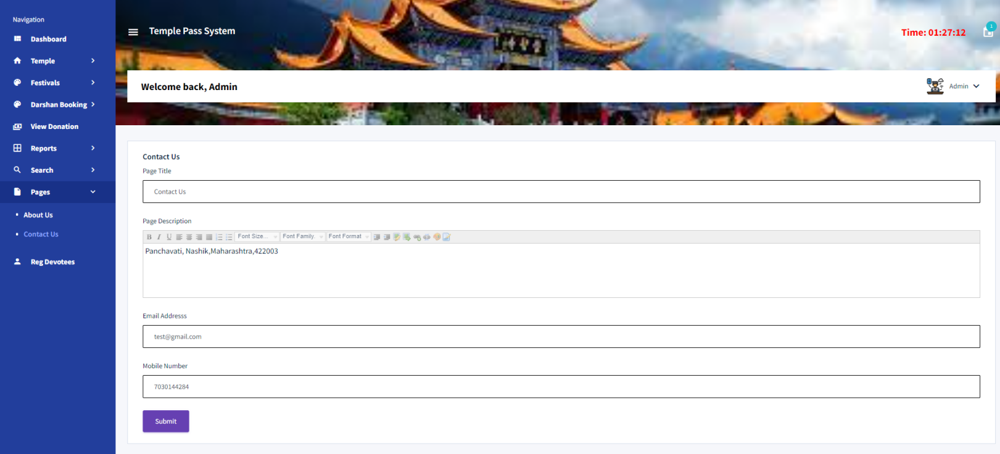 Navigation
Dashboard
Temple
Festivals
Darshan Booking
View Donation
Reports
Search
Pages
About Us
Contact Us
Reg Devotees
Temple Pass System
Time: 01:27:12
1
Welcome back, Admin
Admin
Contact Us
Page Title
Contact Us
Page Description
B I U Font Size... Font Family. Font Format
Panchavati, Nashik,Maharashtra,422003
Email Addresss
test@gmail.com
Mobile Number
7030144284
Submit